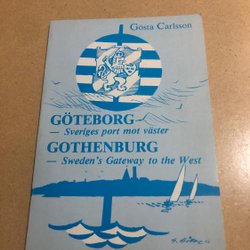 Gösta Carlsson
GÖTEBORG
— Sveriges port mot väster
GOTHENBURG
— Sweden's Gateway to the West